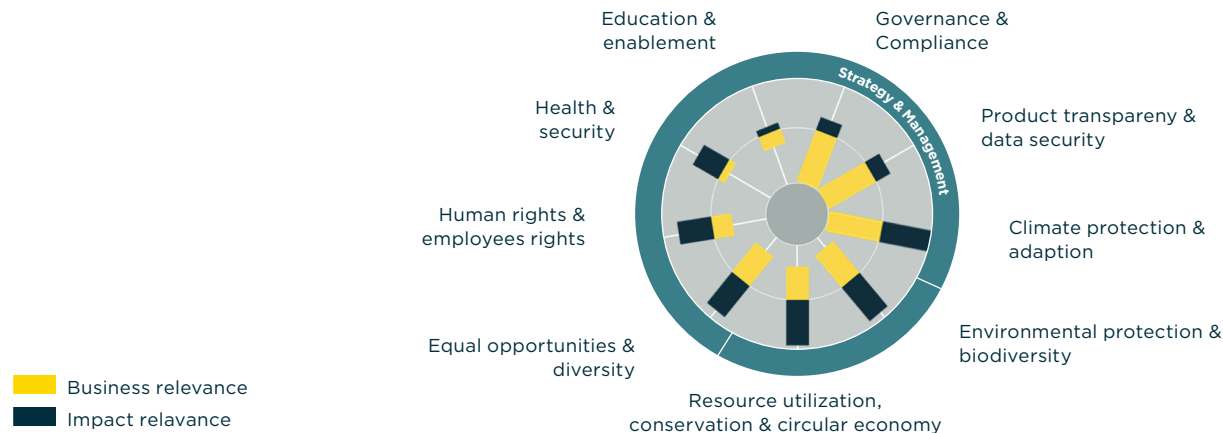 Education &
enablement
Governance &
Compliance
Strategy & Management
Health &
security
Product transpareny &
data security
Human rights &
employees rights
Climate protection &
adaption
Equal opportunities &
diversity
Environmental protection &
biodiversity
Resource utilization,
conservation & circular economy
Business relevance
Impact relavance